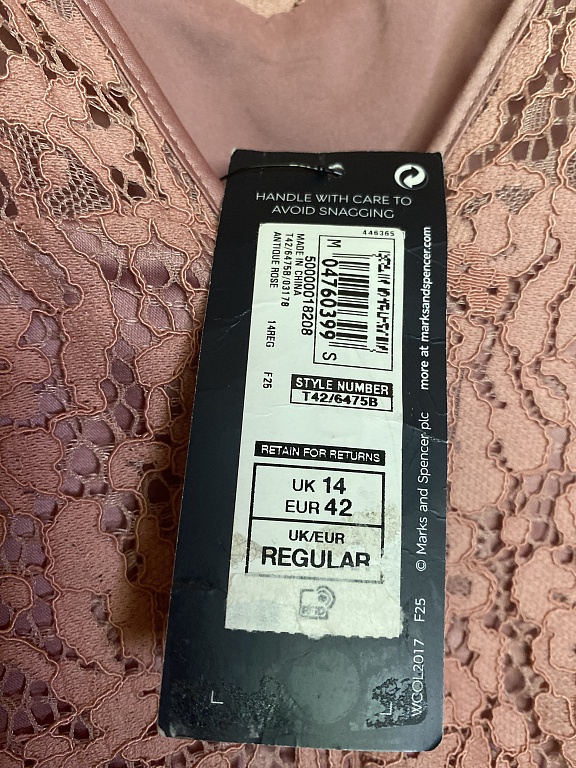 HANDLE WITH CARE TO
AVOID SNAGGING
446365
M 04760399 S
50000018208
MADE IN CHINA
T42/6475B/03178
ANTIQUE ROSE
14REG
F25
STYLE NUMBER
T42/6475B
RETAIN FOR RETURNS
UK 14
EUR 42
UK/EUR
REGULAR
RFID
WCOL2017 F25 © Marks and Spencer plc more at marksandspencer.com